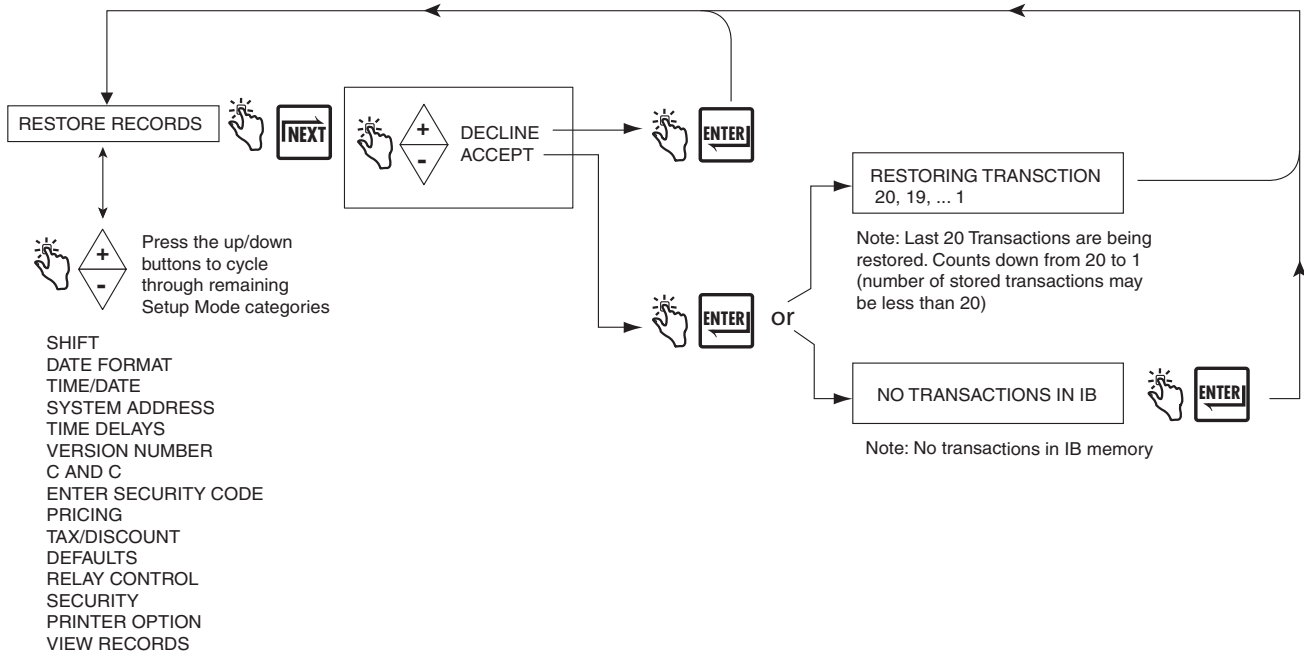 RESTORE RECORDS
NEXT
+
-
DECLINE
ACCEPT
ENTER
+
-
Press the up/down
buttons to cycle
through remaining
Setup Mode categories
SHIFT
DATE FORMAT
TIME/DATE
SYSTEM ADDRESS
TIME DELAYS
VERSION NUMBER
C AND C
ENTER SECURITY CODE
PRICING
TAX/DISCOUNT
DEFAULTS
RELAY CONTROL
SECURITY
PRINTER OPTION
VIEW RECORDS
ENTER
or
RESTORING TRANSCTION
20, 19, ... 1
Note: Last 20 Transactions are being
restored. Counts down from 20 to 1
(number of stored transactions may
be less than 20)
NO TRANSACTIONS IN IB
ENTER
Note: No transactions in IB memory